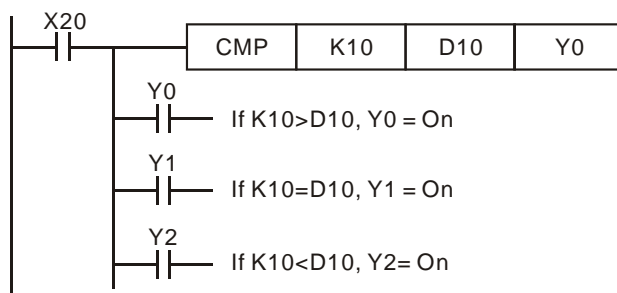 X20
CMP K10 D10 Y0
Y0
If K10>D10, Y0 = On
Y1
If K10=D10, Y1 = On
Y2
If K10<D10, Y2= On